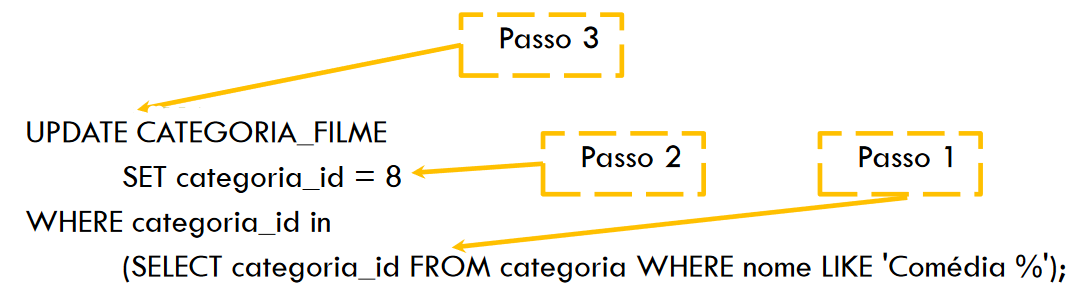 Passo 3
UPDATE CATEGORIA_FILME
Passo 2
Passo 1
SET categoria_id = 8
WHERE categoria_id in
(SELECT categoria_id FROM categoria WHERE nome LIKE 'Comédia %');